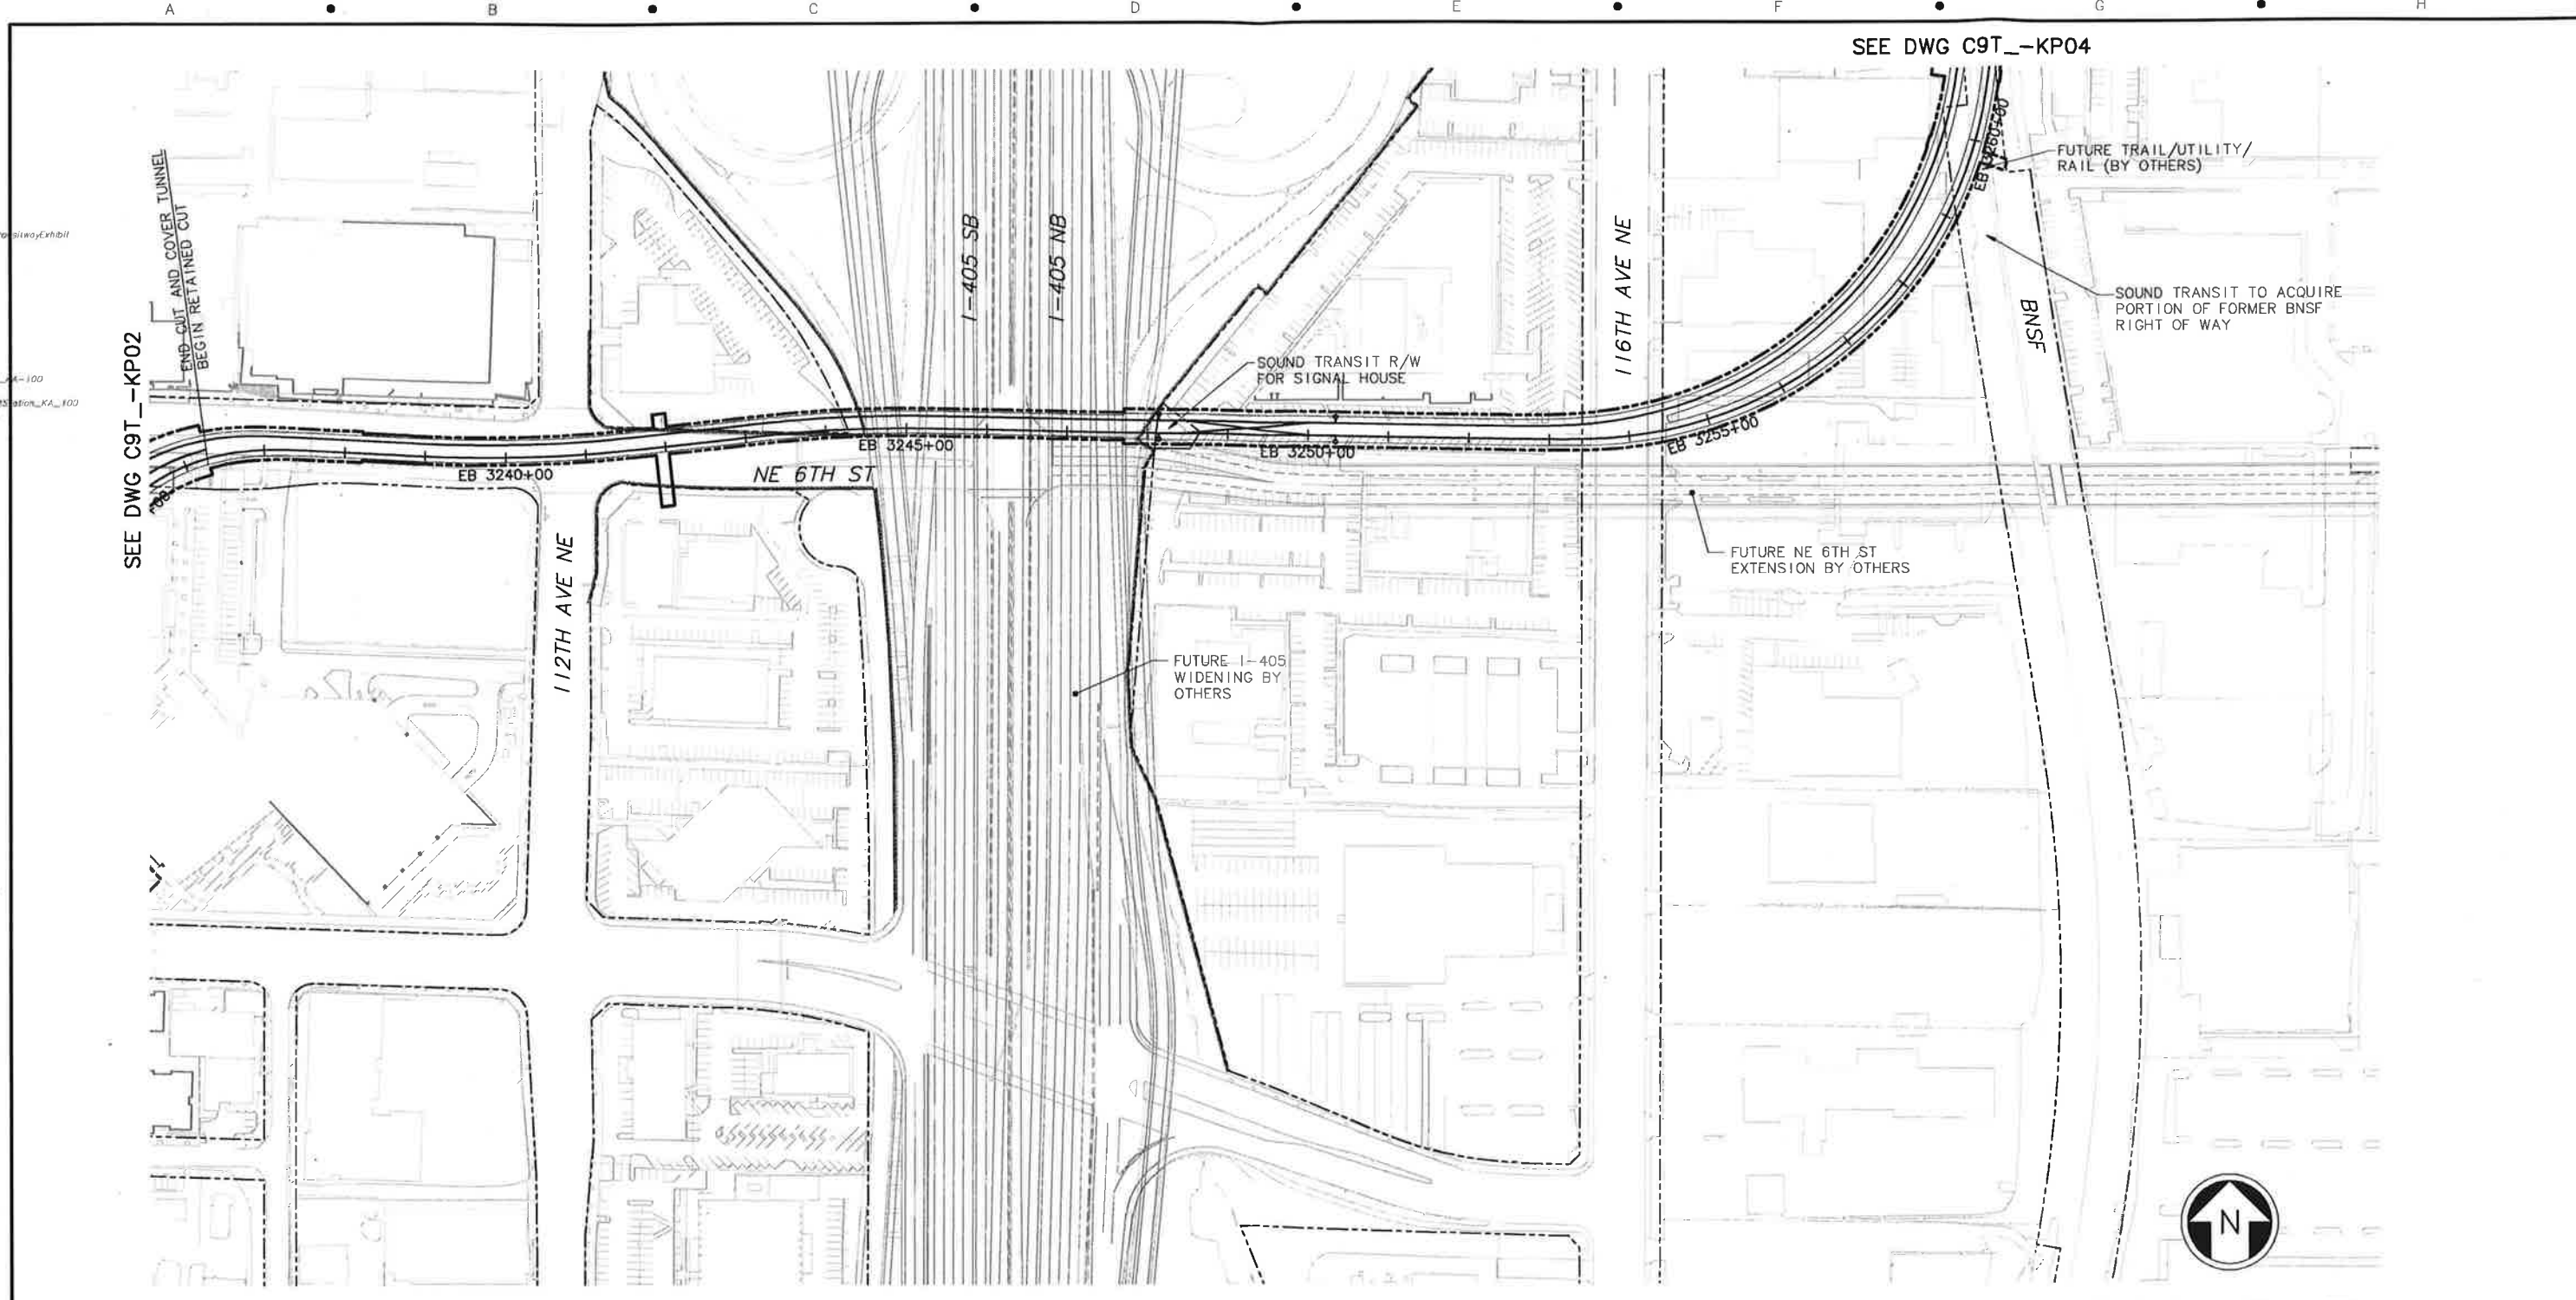 A B C D E F G H
SEE DWG C9T_-KP04
FUTURE TRAIL/UTILITY/
RAIL (BY OTHERS)
EB 3260+00
END CUT AND COVER TUNNEL
BEGIN RETAINED CUT
I-405 SB
I-405 NB
116TH AVE NE
BNSF
SOUND TRANSIT TO ACQUIRE
PORTION OF FORMER BNSF
RIGHT OF WAY
SEE DWG C9T_-KP02
SOUND TRANSIT R/W
FOR SIGNAL HOUSE
EB 3240+00
EB 3245+00
EB 3250+00
EB 3255+00
NE 6TH ST
112TH AVE NE
FUTURE NE 6TH ST
EXTENSION BY OTHERS
FUTURE I-405
WIDENING BY
OTHERS
N